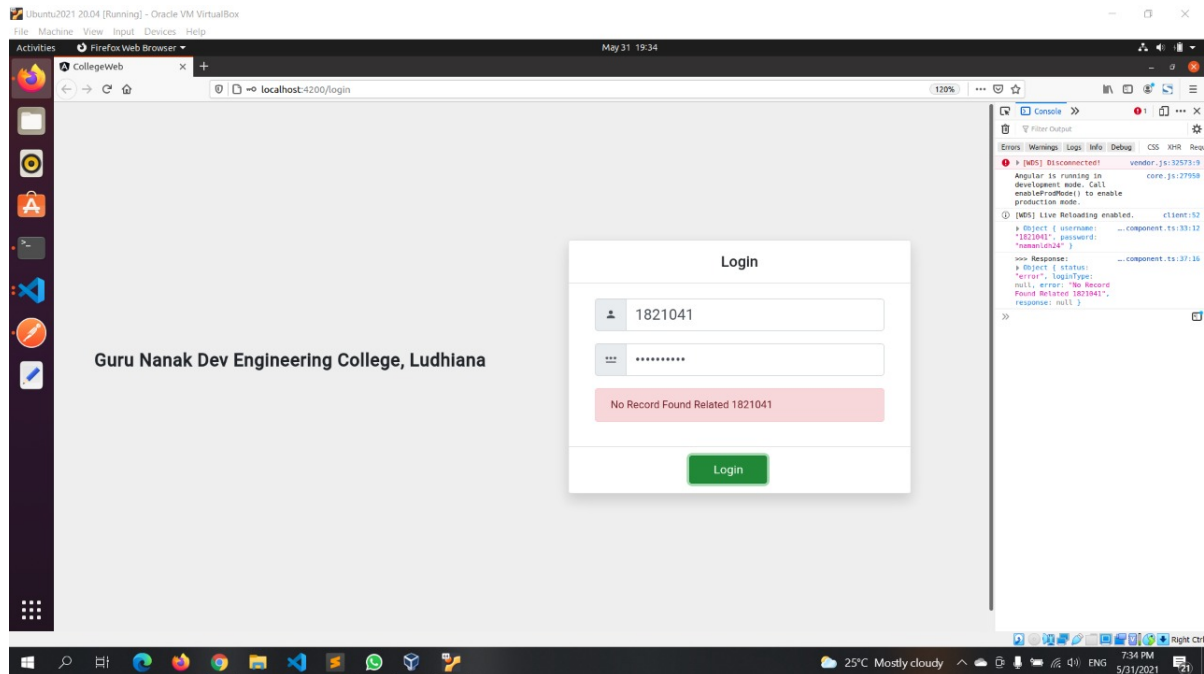 Ubuntu2021 20.04 [Running] - Oracle VM VirtualBox
File Machine View Input Devices Help
Activities Firefox Web Browser May 31 19:34
CollegeWeb
localhost:4200/login 120%
Console 1
Filter Output
Errors Warnings Logs Info Debug CSS XHR Requ
[WDS] Disconnected! vendor.js:32573:9
Angular is running in core.js:27950
development mode. Call
enableProdMode() to enable
production mode.
[WDS] Live Reloading enabled. client:52
Object { username: ….component.ts:33:12
"1821041", password:
"namanldh24" }
>>> Response: ….component.ts:37:16
Object { status:
"error", loginType:
null, error: "No Record
Found Related 1821041",
response: null }
Login
1821041
Guru Nanak Dev Engineering College, Ludhiana
No Record Found Related 1821041
Login
Right Ctrl
25°C Mostly cloudy ENG 7:34 PM
5/31/2021 21